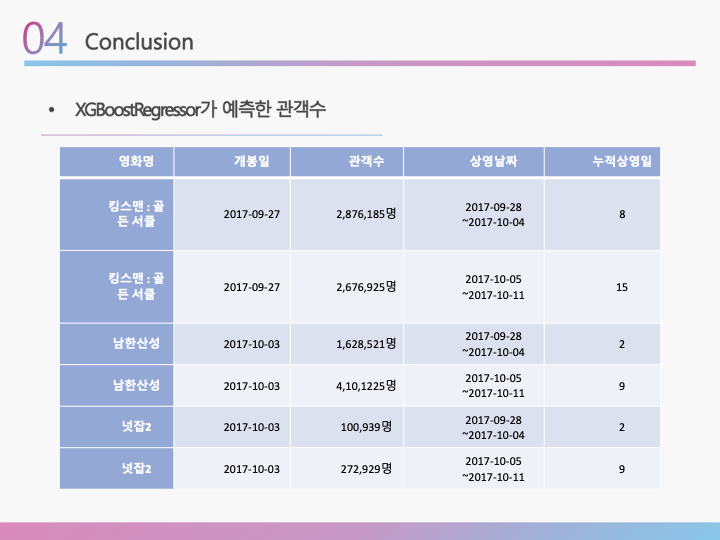 04 Conclusion
• XGBoostRegressor가 예측한 관객수
영화명 개봉일 관객수 상영날짜 누적상영일
킹스맨 : 골
든 서클
2017-09-27 2,876,185명
2017-09-28
~2017-10-04
8
킹스맨 : 골
든 서클
2017-09-27 2,676,925명
2017-10-05
~2017-10-11
15
남한산성 2017-10-03 1,628,521명
2017-09-28
~2017-10-04
2
남한산성 2017-10-03 4,10,1225명
2017-10-05
~2017-10-11
9
넛잡2 2017-10-03 100,939명
2017-09-28
~2017-10-04
2
넛잡2 2017-10-03 272,929명
2017-10-05
~2017-10-11
9